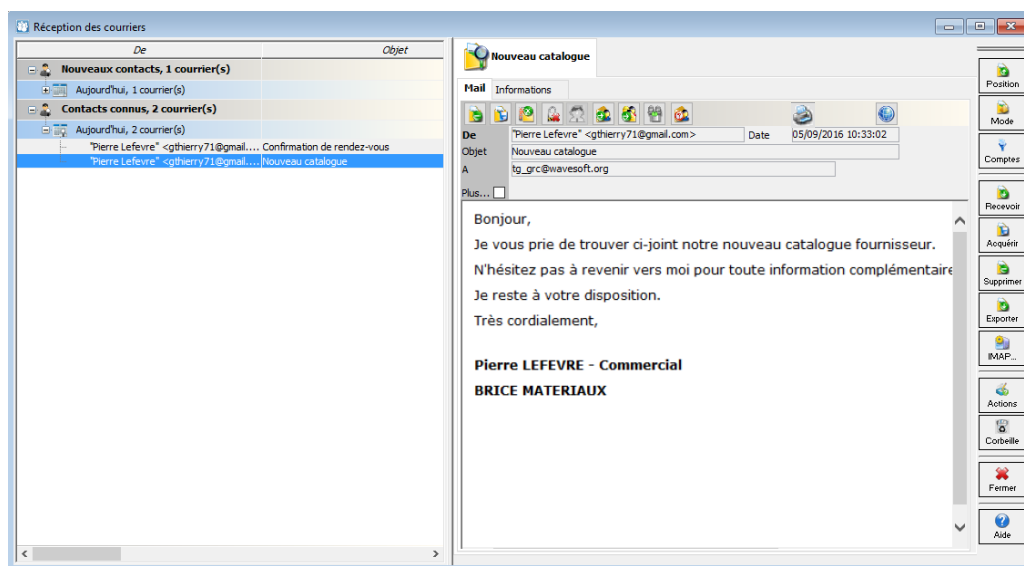 Réception des courriers
De Objet
Nouveaux contacts, 1 courrier(s)
Aujourd'hui, 1 courrier(s)
Contacts connus, 2 courrier(s)
Aujourd'hui, 2 courrier(s)
"Pierre Lefevre" <gthierry71@gmail.... Confirmation de rendez-vous
"Pierre Lefevre" <gthierry71@gmail.... Nouveau catalogue
Nouveau catalogue
Mail Informations
De "Pierre Lefevre" <gthierry71@gmail.com> Date 05/09/2016 10:33:02
Objet Nouveau catalogue
A tg_grc@wavesoft.org
Plus...
Bonjour,
Je vous prie de trouver ci-joint notre nouveau catalogue fournisseur.
N'hésitez pas à revenir vers moi pour toute information complémentaire
Je reste à votre disposition.
Très cordialement,
Pierre LEFEVRE - Commercial
BRICE MATERIAUX
Position
Mode
Comptes
Recevoir
Acquérir
Supprimer
Exporter
IMAP...
Actions
Corbeille
Fermer
Aide